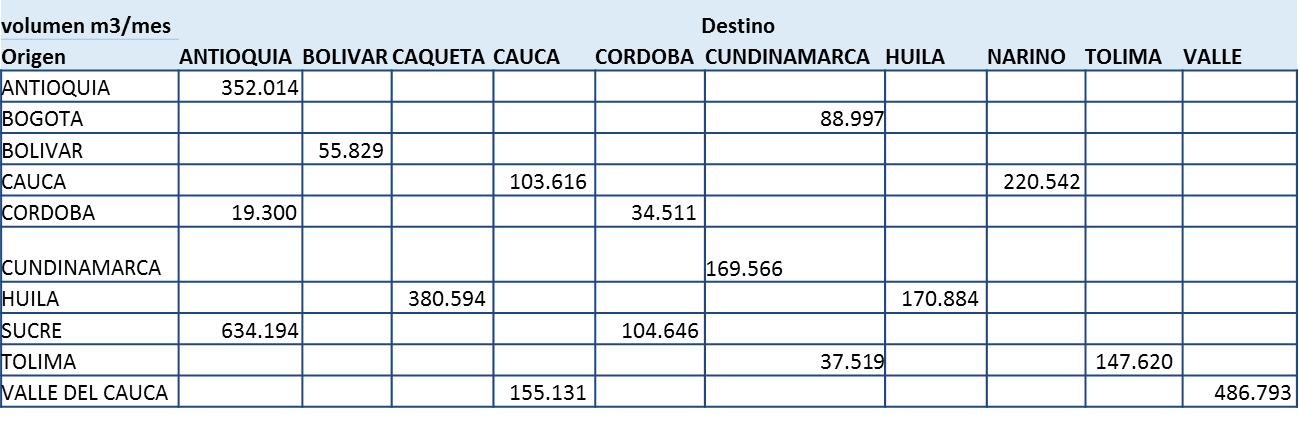 volumen m3/mes Destino
Origen ANTIOQUIA BOLIVAR CAQUETA CAUCA CORDOBA CUNDINAMARCA HUILA NARINO TOLIMA VALLE
ANTIOQUIA 352.014
BOGOTA 88.997
BOLIVAR 55.829
CAUCA 103.616 220.542
CORDOBA 19.300 34.511
CUNDINAMARCA 169.566
HUILA 380.594 170.884
SUCRE 634.194 104.646
TOLIMA 37.519 147.620
VALLE DEL CAUCA 155.131 486.793